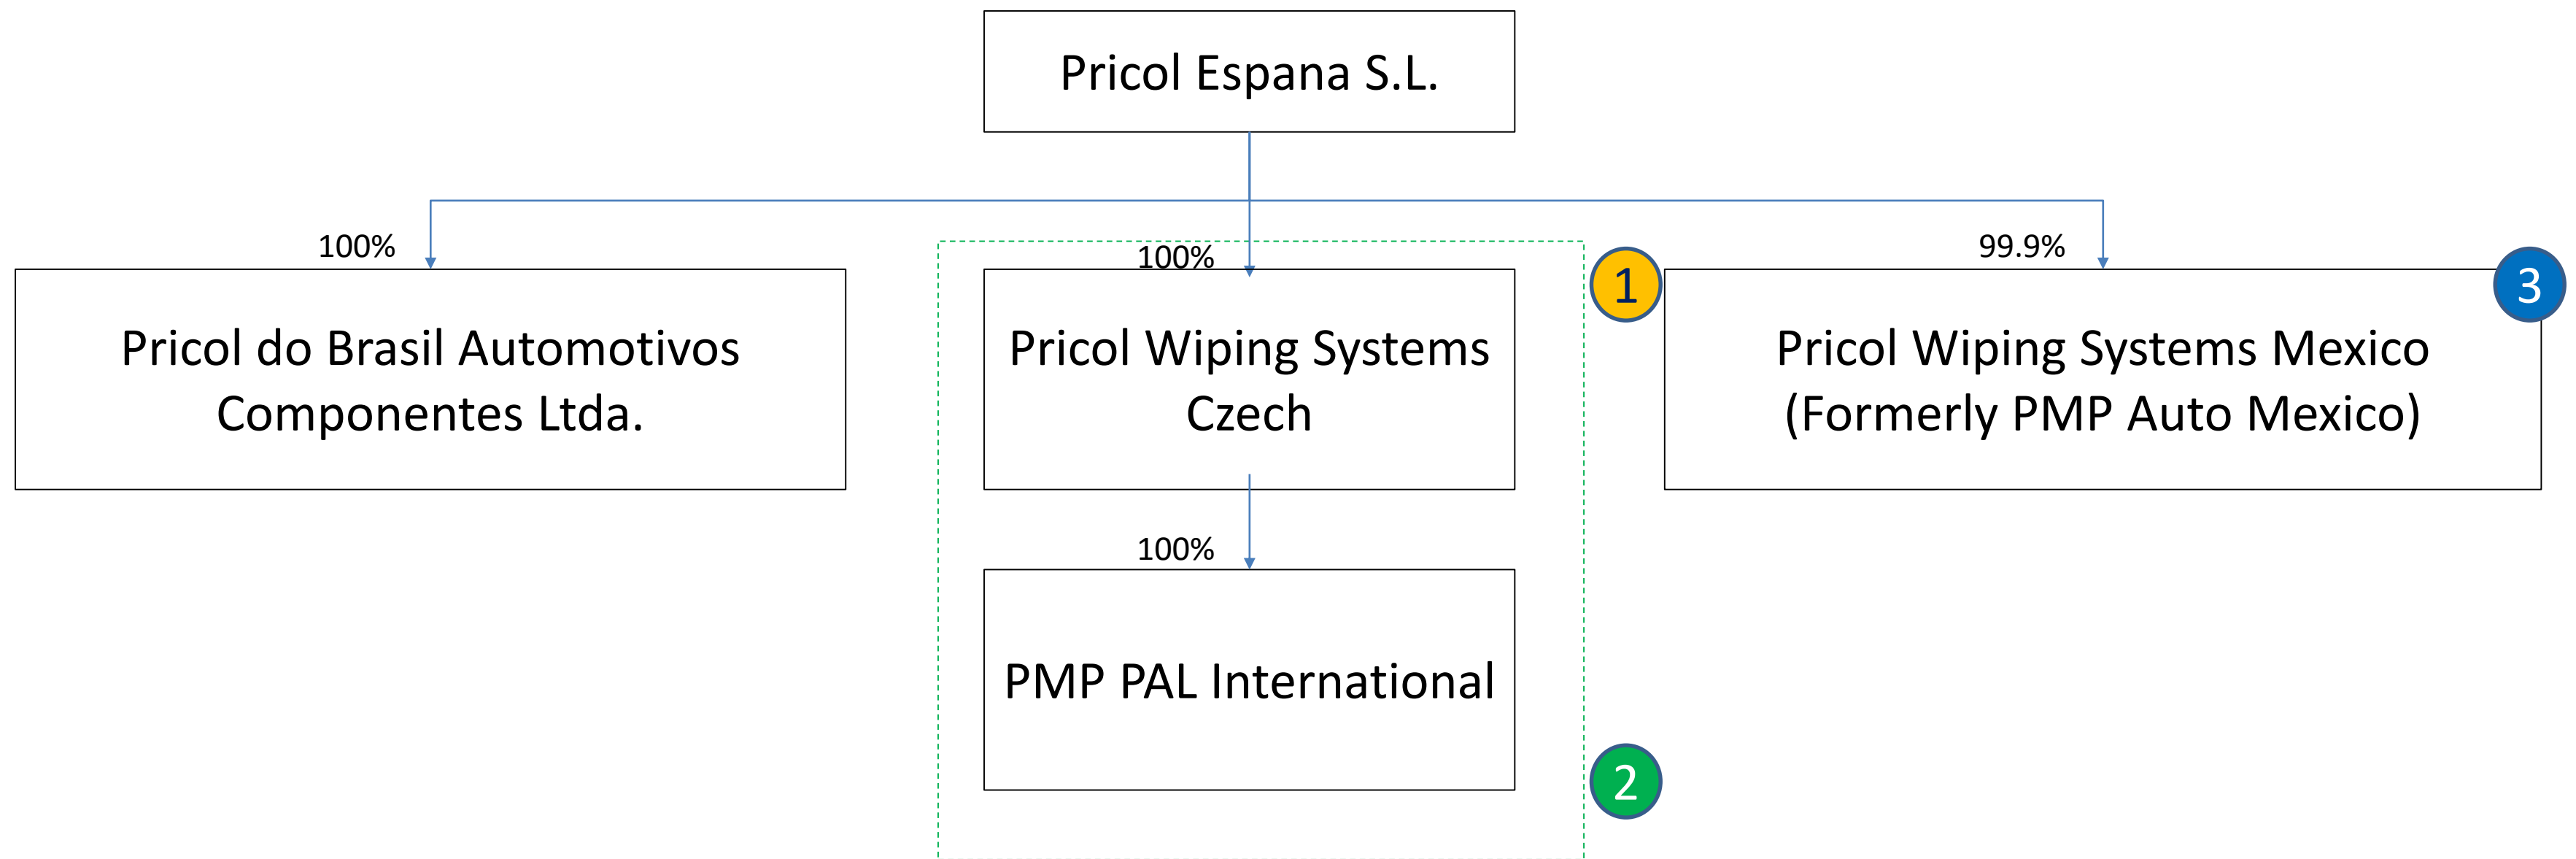 Pricol Espana S.L.
100%
100%
99.9%
1
3
Pricol do Brasil Automotivos
Componentes Ltda.
Pricol Wiping Systems
Czech
Pricol Wiping Systems Mexico
(Formerly PMP Auto Mexico)
100%
PMP PAL International
2